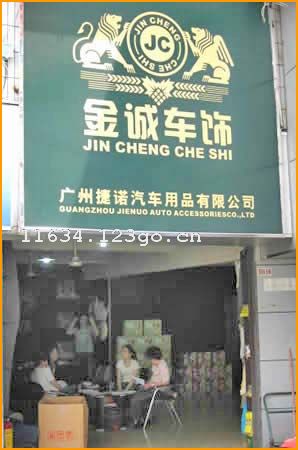 JIN CHENG
JC
CHE SHI
金诚车饰
JIN CHENG CHE SHI
广州捷诺汽车用品有限公司
GUANGZHOU JIENUO AUTO ACCESSORIESCO.,LTD
11634.123go.cn